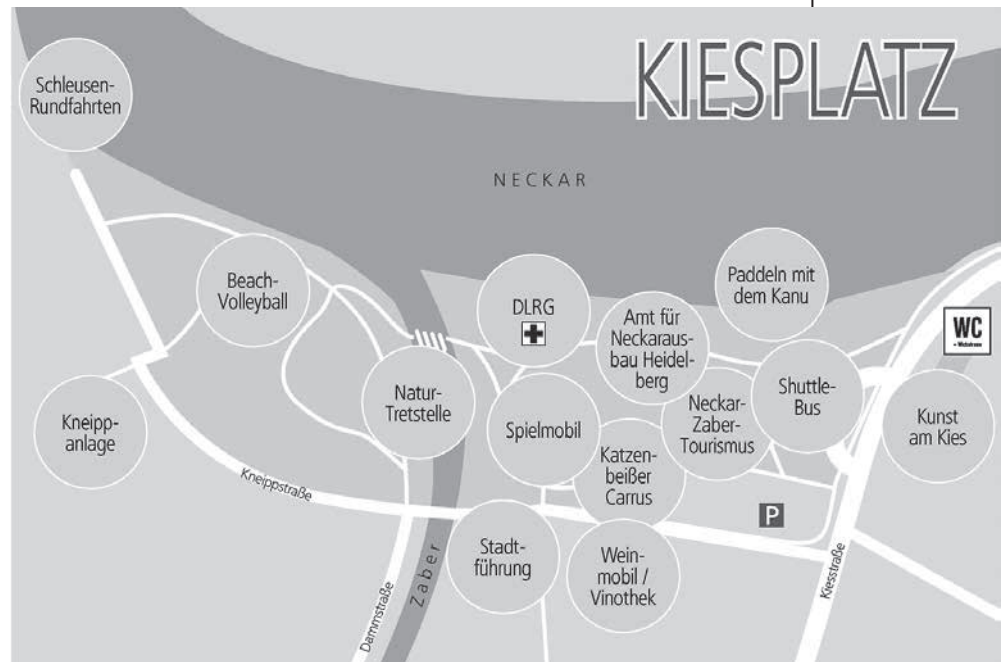 KIESPLATZ
Schleusen-
Rundfahrten
NECKAR
Beach-
Volleyball
DLRG
Paddeln mit
dem Kanu
Amt für
Neckaraus-
bau Heidel-
berg
WC
Kneipp-
anlage
Natur-
Tretstelle
Spielmobil
Neckar-
Zaber-
Tourismus
Shuttle-
Bus
Kunst
am Kies
Katzen-
beißer
Carrus
Kneippstraße
P
Stadt-
führung
Wein-
mobil /
Vinothek
Zaber
Dammstraße
Kiesstraße